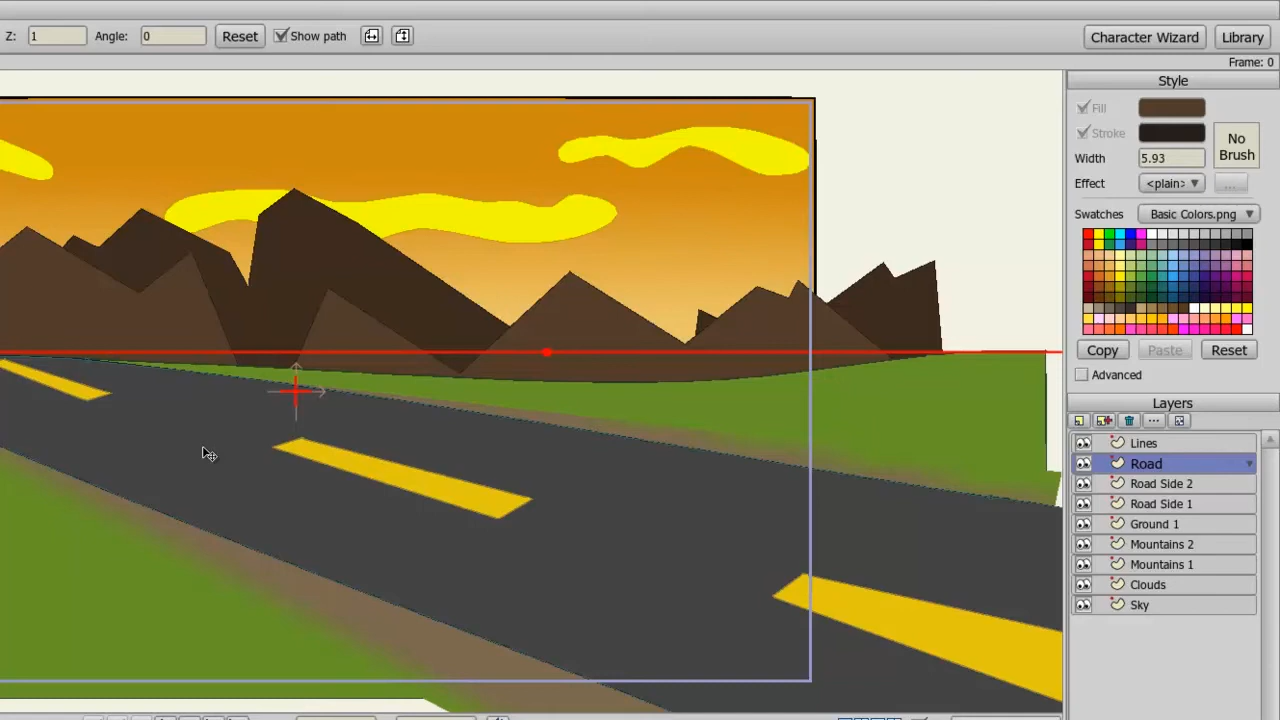 Z: 1 Angle: 0 Reset Show path Character Wizard Library
Frame: 0
Style
Fill
Stroke
No Brush
Width 5.93
Effect <plain> ...
Swatches Basic Colors.png
Copy Paste Reset
Advanced
Layers
Lines
Road
Road Side 2
Road Side 1
Ground 1
Mountains 2
Mountains 1
Clouds
Sky